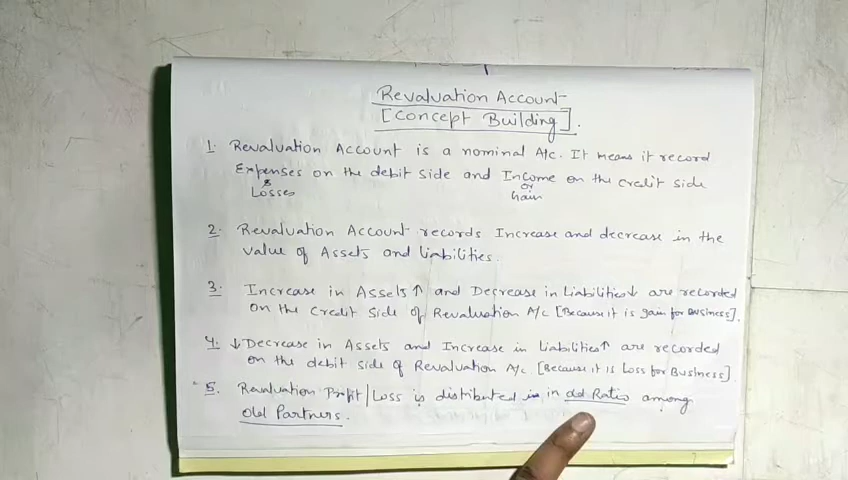 Revaluation Account
[Concept Building].
1. Revaluation Account is a nominal A/c. It means it record
Expenses on the debit side and Income on the credit side
& Losses
or Gain
2. Revaluation Account records Increase and decrease in the
value of Assets and liabilities.
3. Increase in Assets↑ and Decrease in Liabilities↓ are recorded
on the credit side of Revaluation A/c [Because it is gain for Business].
4. ↓Decrease in Assets and Increase in Liabilities↑ are recorded
on the debit side of Revaluation A/c [Because it is Loss for Business].
5. Revaluation Profit/Loss is distributed in old Ratio among
Old Partners.